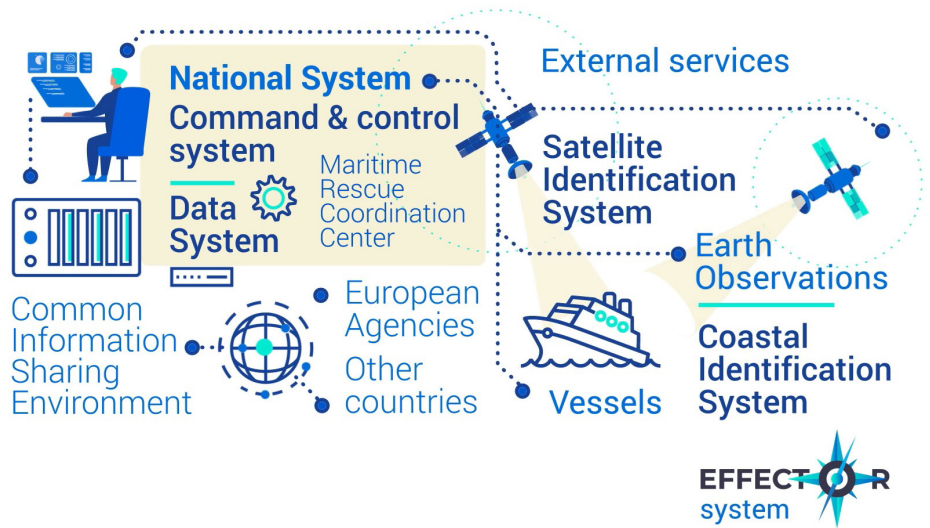 National System
Command & control
system
Data
System
Maritime
Rescue
Coordination
Center
External services
Satellite
Identification
System
Earth
Observations
Coastal
Identification
System
Common
Information
Sharing
Environment
European
Agencies
Other
countries
Vessels
EFFECTOR
system